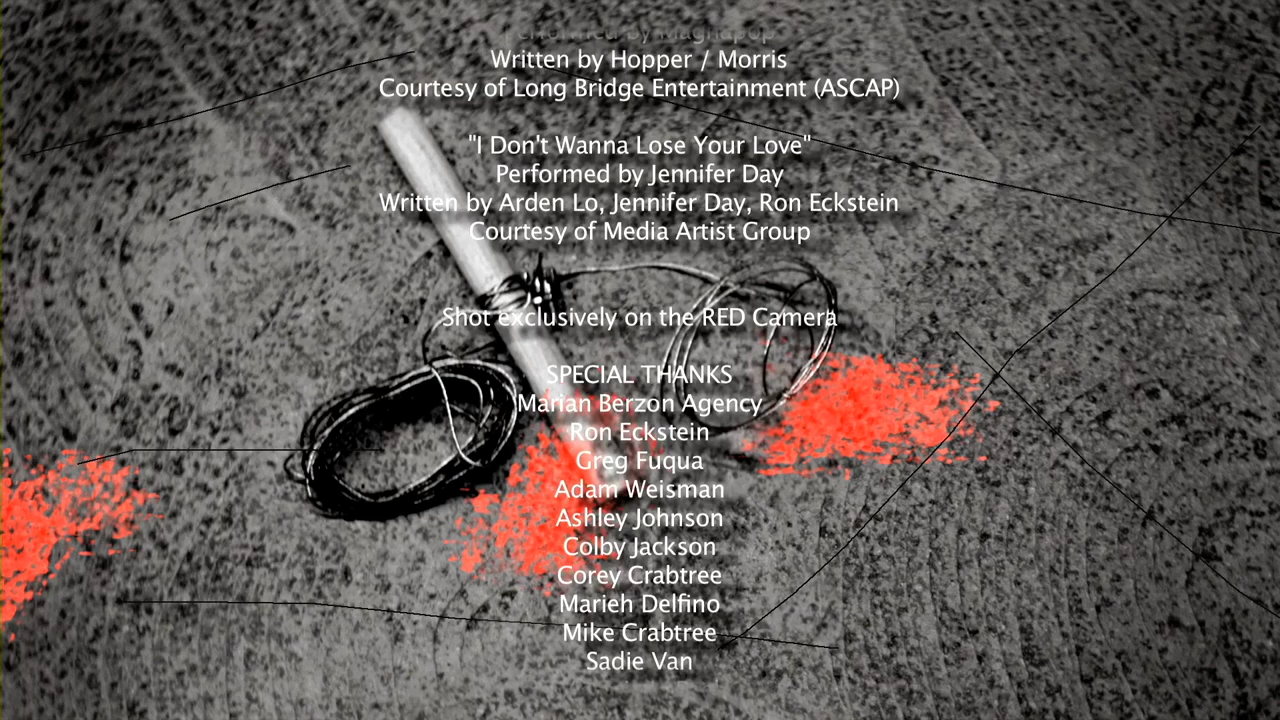 Performed by Magnapop
Written by Hopper / Morris
Courtesy of Long Bridge Entertainment (ASCAP)
"I Don't Wanna Lose Your Love"
Performed by Jennifer Day
Written by Arden Lo, Jennifer Day, Ron Eckstein
Courtesy of Media Artist Group
Shot exclusively on the RED Camera
SPECIAL THANKS
Marian Berzon Agency
Ron Eckstein
Greg Fuqua
Adam Weisman
Ashley Johnson
Colby Jackson
Corey Crabtree
Marieh Delfino
Mike Crabtree
Sadie Van